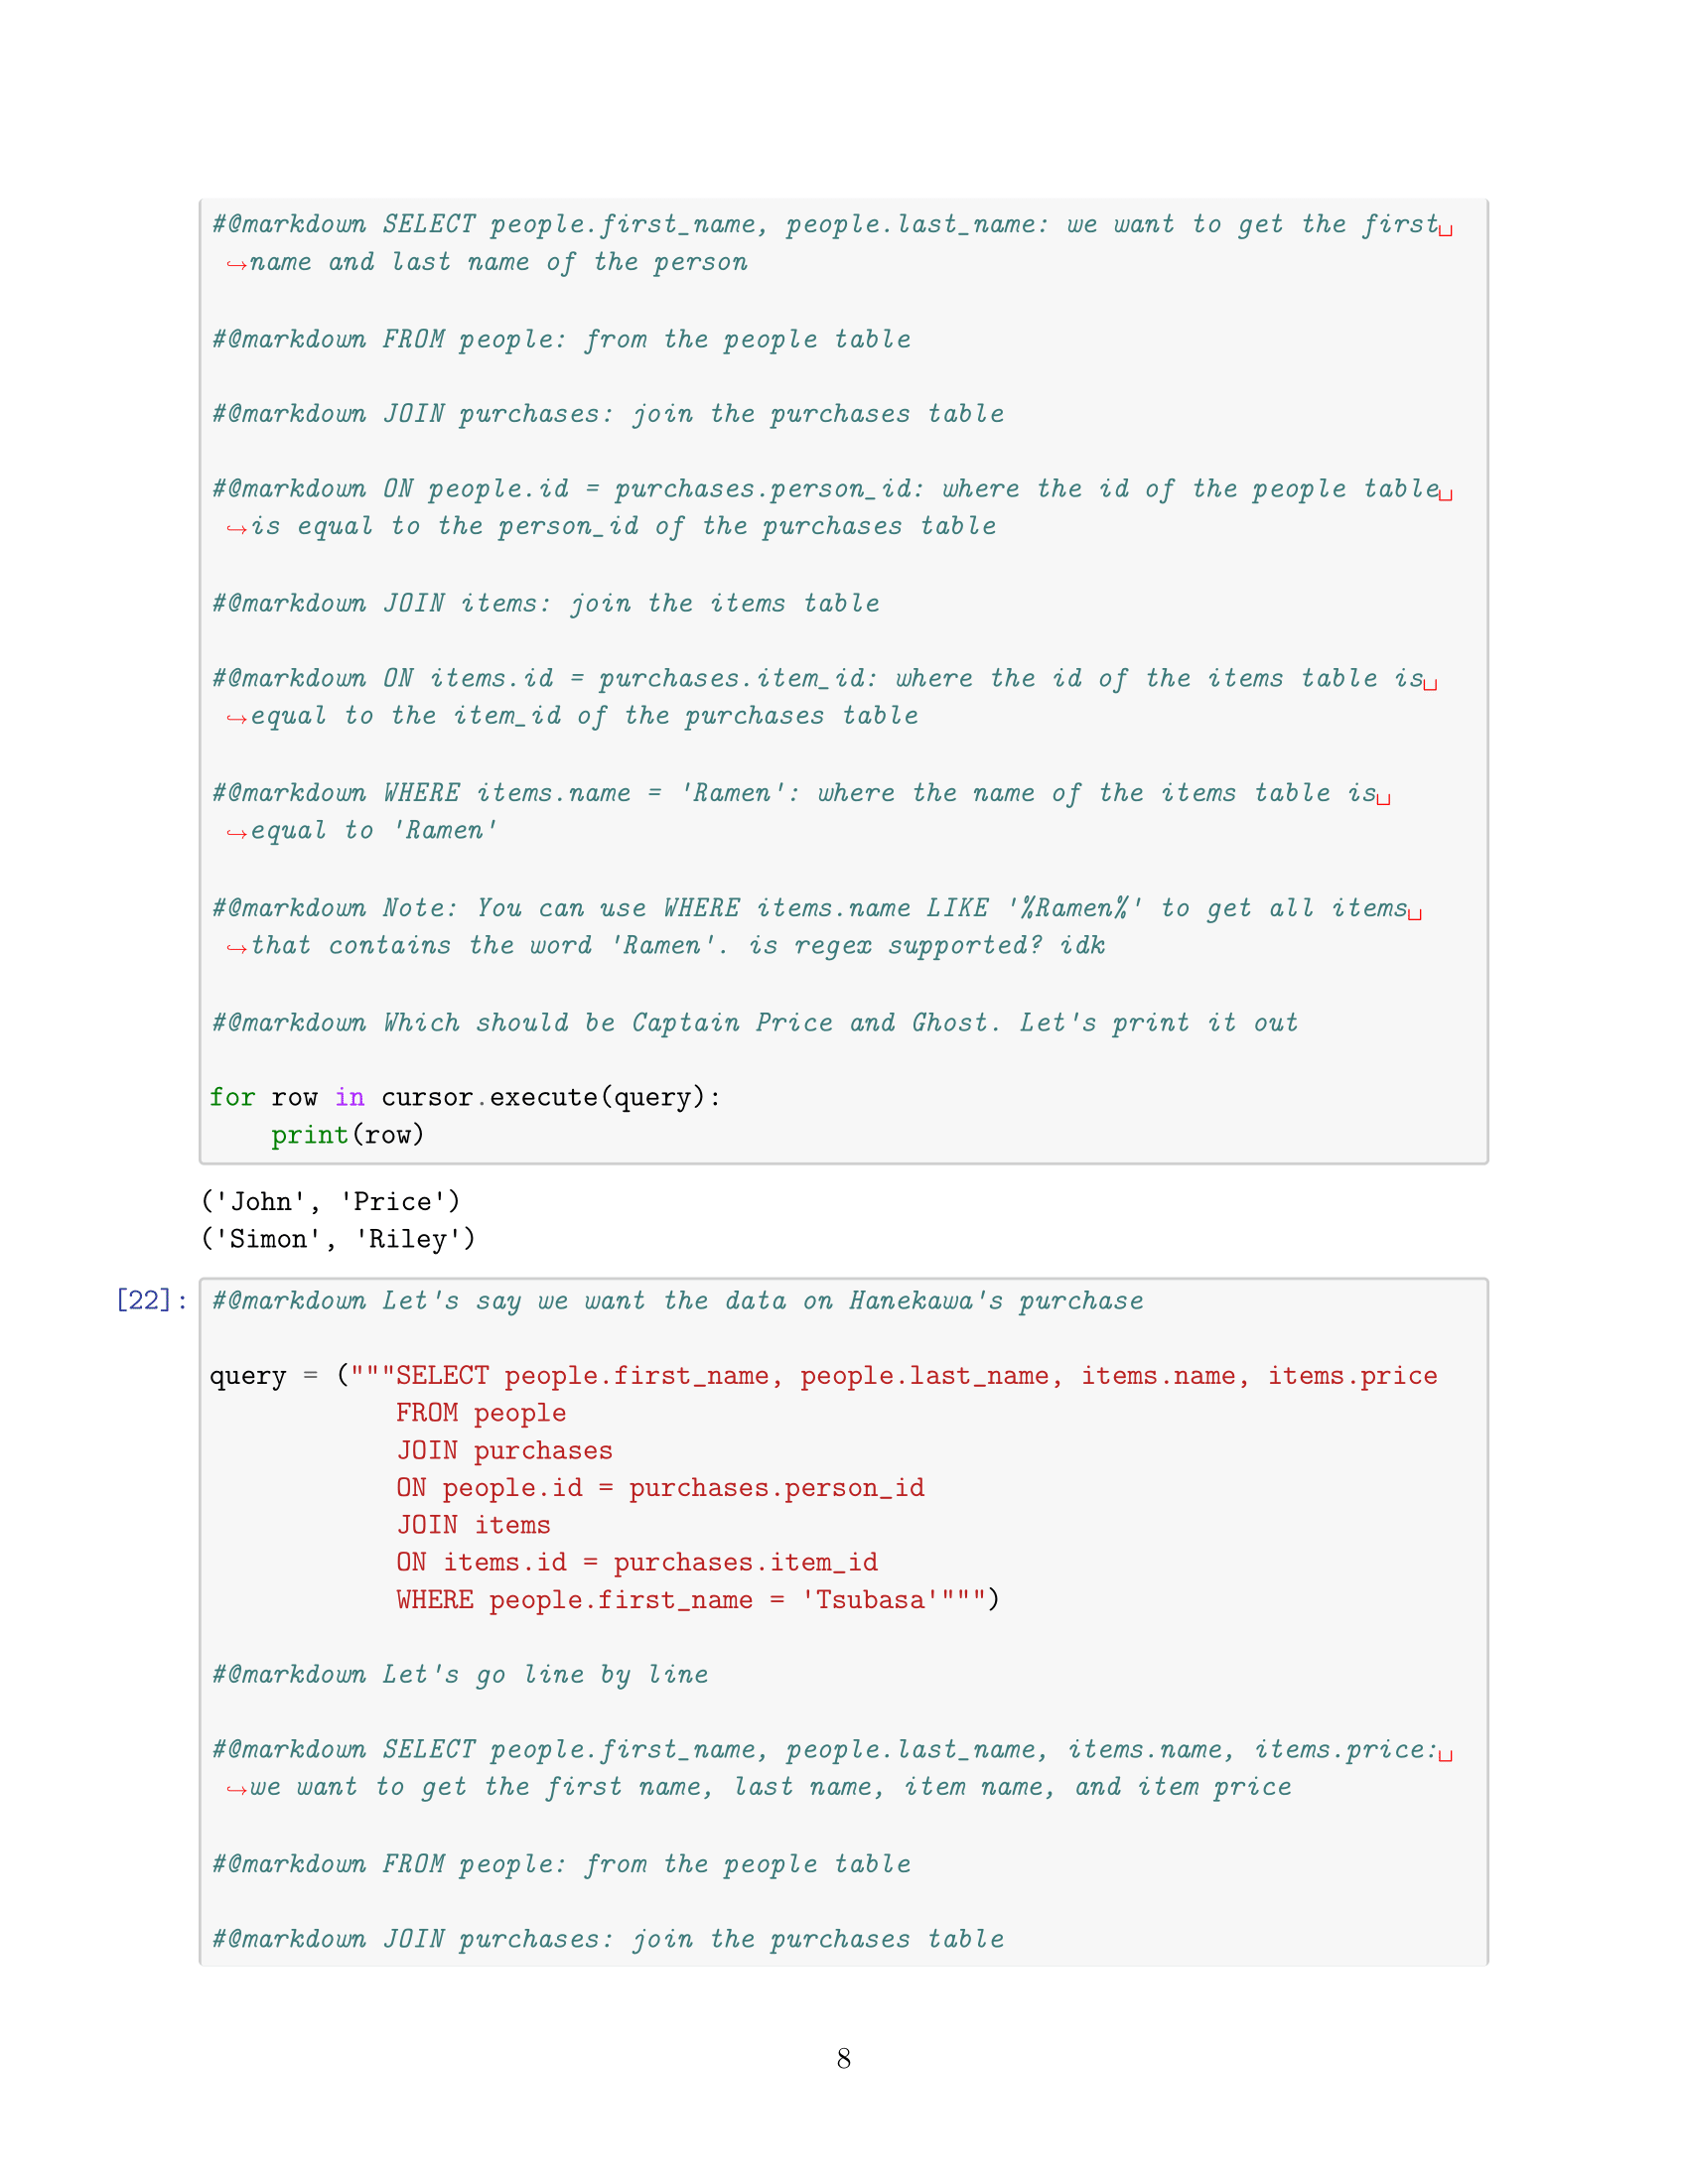 #@markdown SELECT people.first_name, people.last_name: we want to get the first␣
↪name and last name of the person
#@markdown FROM people: from the people table
#@markdown JOIN purchases: join the purchases table
#@markdown ON people.id = purchases.person_id: where the id of the people table␣
↪is equal to the person_id of the purchases table
#@markdown JOIN items: join the items table
#@markdown ON items.id = purchases.item_id: where the id of the items table is␣
↪equal to the item_id of the purchases table
#@markdown WHERE items.name = 'Ramen': where the name of the items table is␣
↪equal to 'Ramen'
#@markdown Note: You can use WHERE items.name LIKE '%Ramen%' to get all items␣
↪that contains the word 'Ramen'. is regex supported? idk
#@markdown Which should be Captain Price and Ghost. Let's print it out
for row in cursor.execute(query):
    print(row)
('John', 'Price')
('Simon', 'Riley')
[22]: #@markdown Let's say we want the data on Hanekawa's purchase
query = ("""SELECT people.first_name, people.last_name, items.name, items.price
            FROM people
            JOIN purchases
            ON people.id = purchases.person_id
            JOIN items
            ON items.id = purchases.item_id
            WHERE people.first_name = 'Tsubasa'""")
#@markdown Let's go line by line
#@markdown SELECT people.first_name, people.last_name, items.name, items.price:␣
↪we want to get the first name, last name, item name, and item price
#@markdown FROM people: from the people table
#@markdown JOIN purchases: join the purchases table
8